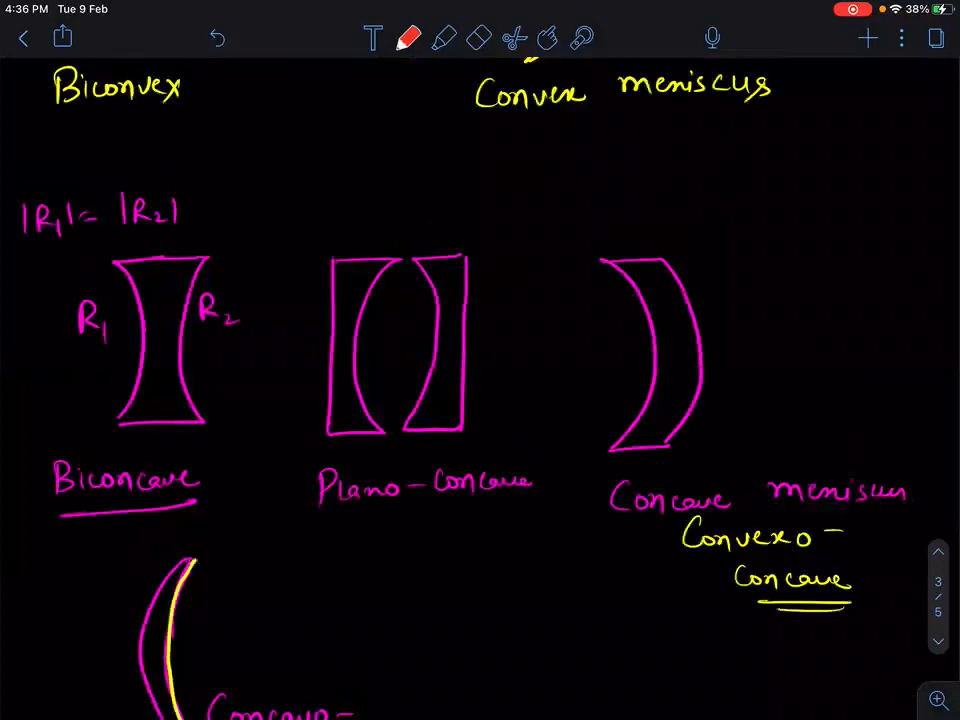 4:36 PM Tue 9 Feb
38%
T
Biconvex
Convex meniscus
|R1| = |R2|
R1
R2
Biconcave
Plano-concave
Concave meniscus
Convexo-
concave
3
/
5
Concavo-